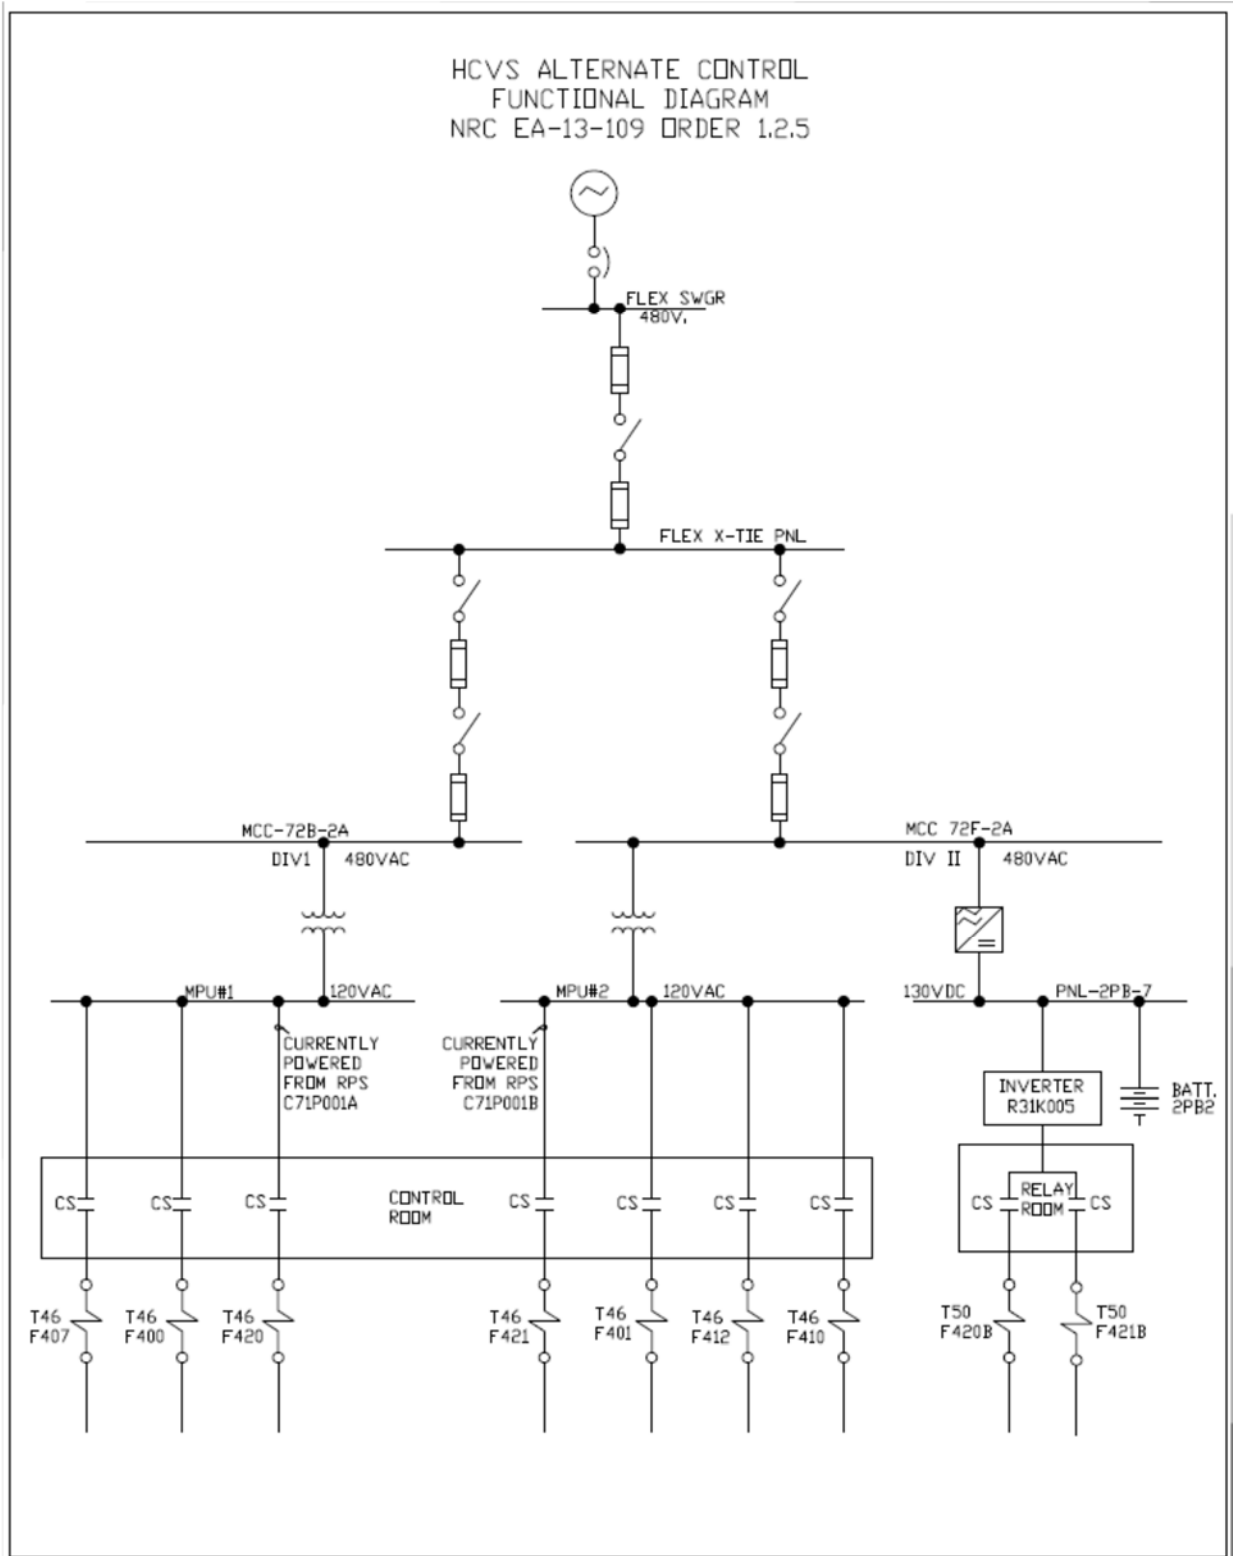 HCVS ALTERNATE CONTROL
FUNCTIONAL DIAGRAM
NRC EA-13-109 ORDER 1.2.5
FLEX SWGR
480V.
FLEX X-TIE PNL
MCC-72B-2A
DIV1 480VAC
MCC 72F-2A
DIV II 480VAC
MPU#1 120VAC
MPU#2 120VAC
130VDC PNL-2PB-7
CURRENTLY
POWERED
FROM RPS
C71P001A
CURRENTLY
POWERED
FROM RPS
C71P001B
INVERTER
R31K005
BATT.
2PB2
CS
CS
CS
CONTROL
ROOM
CS
CS
CS
CS
CS
RELAY
ROOM
CS
T46
F407
T46
F400
T46
F420
T46
F421
T46
F401
T46
F412
T46
F410
T50
F420B
T50
F421B